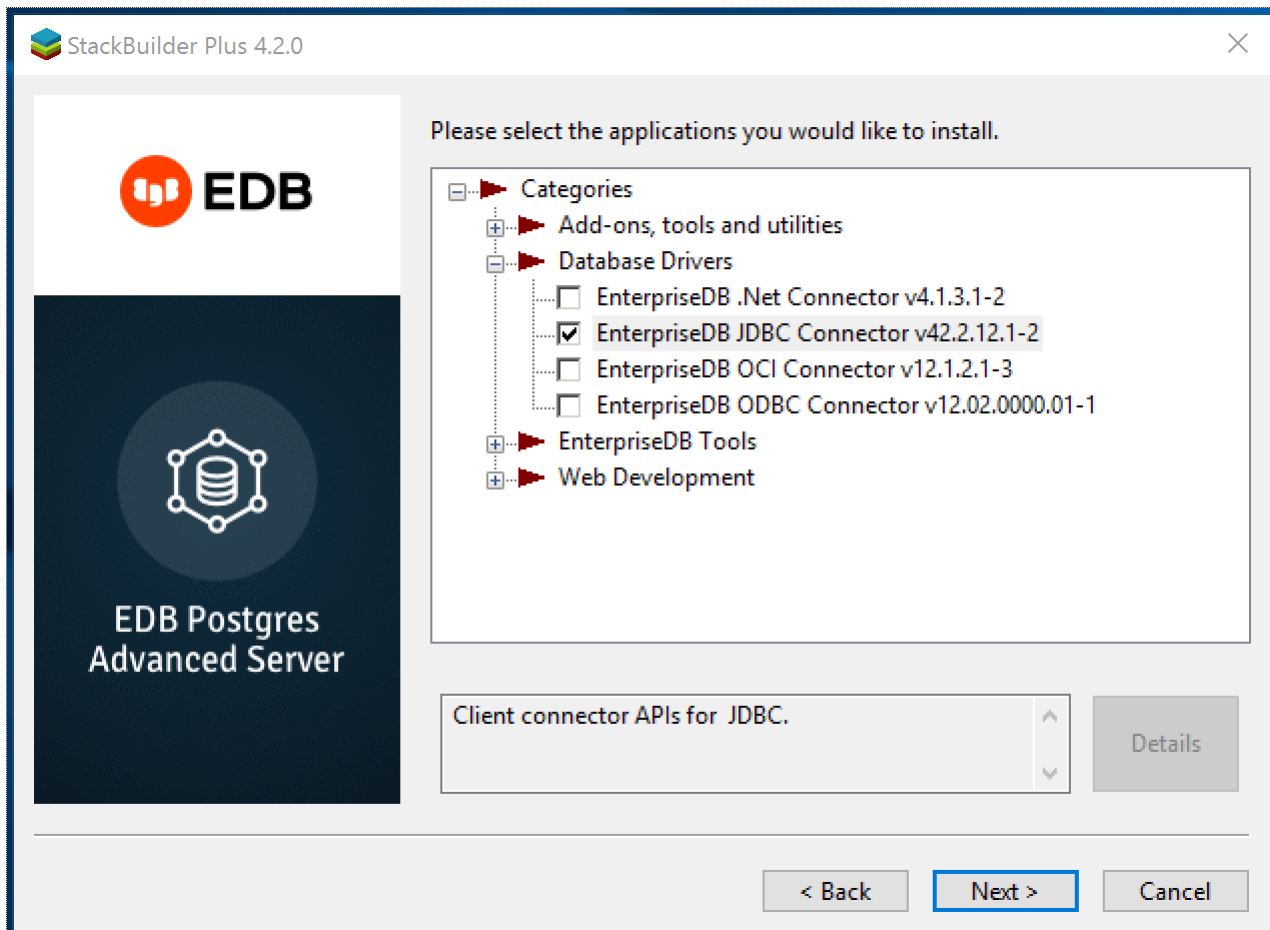 StackBuilder Plus 4.2.0
EDB
EDB Postgres
Advanced Server
Please select the applications you would like to install.
Categories
Add-ons, tools and utilities
Database Drivers
EnterpriseDB .Net Connector v4.1.3.1-2
EnterpriseDB JDBC Connector v42.2.12.1-2
EnterpriseDB OCI Connector v12.1.2.1-3
EnterpriseDB ODBC Connector v12.02.0000.01-1
EnterpriseDB Tools
Web Development
Client connector APIs for  JDBC.
Details
< Back
Next >
Cancel